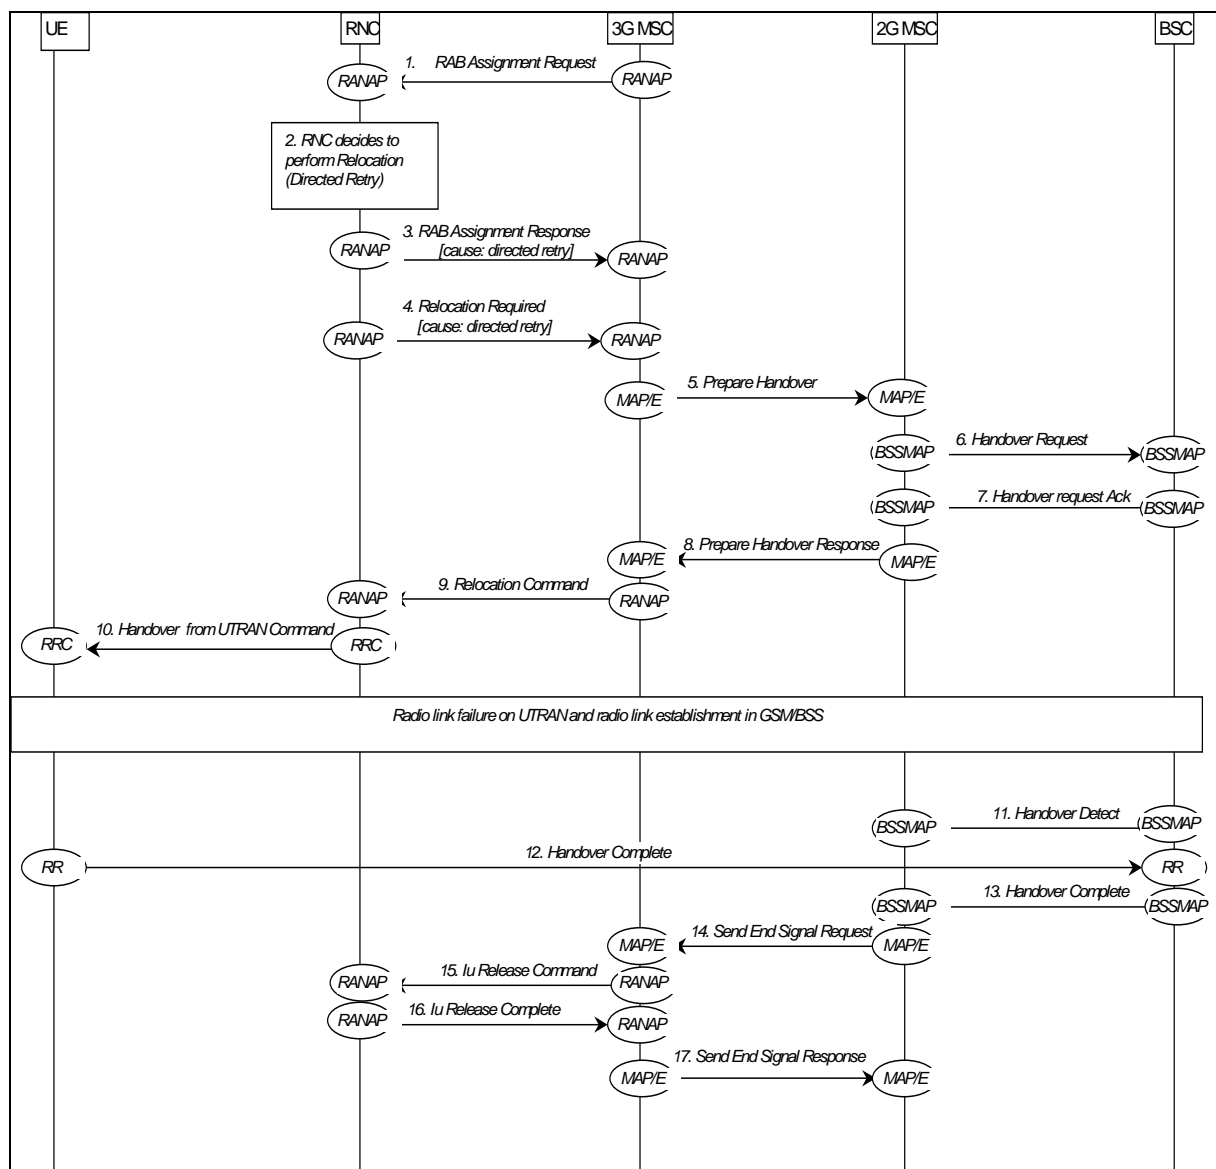 UE RNC 3G MSC 2G MSC BSC
1. RAB Assignment Request
RANAP RANAP
2. RNC decides to
perform Relocation
(Directed Retry)
3. RAB Assignment Response
[cause: directed retry]
RANAP RANAP
4. Relocation Required
[cause: directed retry]
RANAP RANAP
5. Prepare Handover
MAP/E MAP/E
6. Handover Request
BSSMAP BSSMAP
7. Handover request Ack
BSSMAP BSSMAP
8. Prepare Handover Response
MAP/E MAP/E
9. Relocation Command
RANAP RANAP
10. Handover from UTRAN Command
RRC RRC
Radio link failure on UTRAN and radio link establishment in GSM/BSS
11. Handover Detect
BSSMAP BSSMAP
12. Handover Complete
RR RR
13. Handover Complete
BSSMAP BSSMAP
14. Send End Signal Request
MAP/E MAP/E
15. Iu Release Command
RANAP RANAP
16. Iu Release Complete
RANAP RANAP
17. Send End Signal Response
MAP/E MAP/E